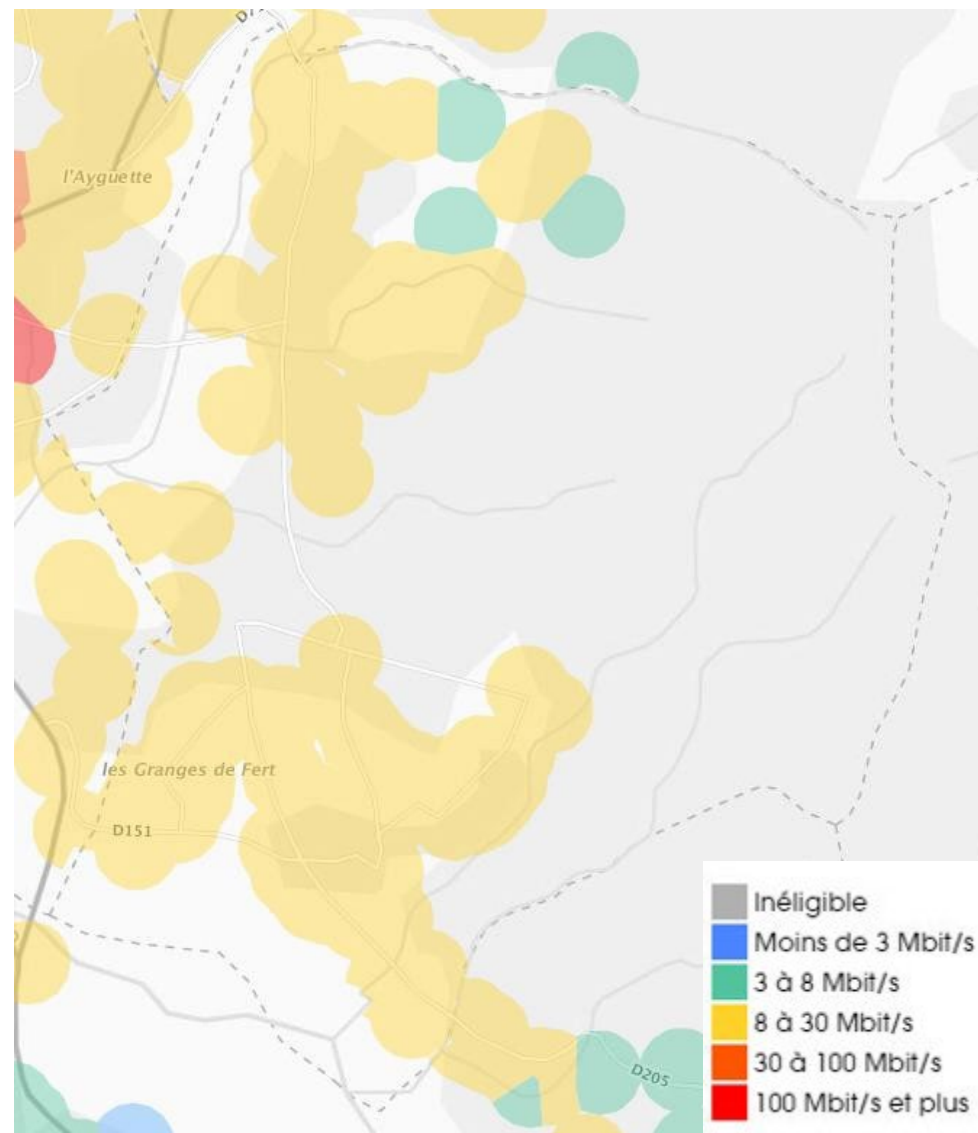 l'Ayguette
les Granges de Fert
D151
D205
Inéligible
Moins de 3 Mbit/s
3 à 8 Mbit/s
8 à 30 Mbit/s
30 à 100 Mbit/s
100 Mbit/s et plus